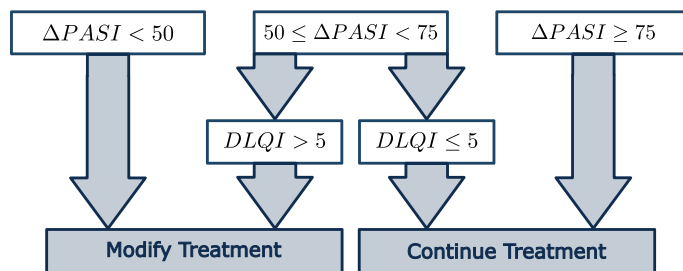 ΔPASI < 50
50 ≤ ΔPASI < 75
ΔPASI ≥ 75
DLQI > 5
DLQI ≤ 5
Modify Treatment
Continue Treatment